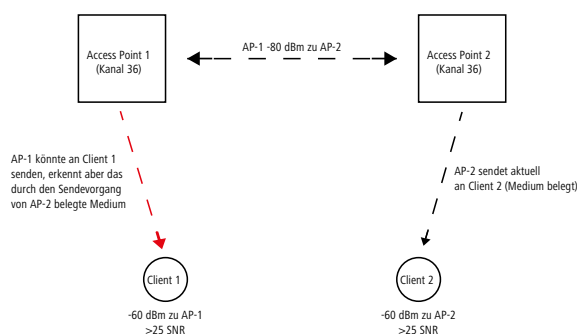 Access Point 1
(Kanal 36)
AP-1 -80 dBm zu AP-2
Access Point 2
(Kanal 36)
AP-1 könnte an Client 1
senden, erkennt aber das
durch den Sendevorgang
von AP-2 belegte Medium
AP-2 sendet aktuell
an Client 2 (Medium belegt)
Client 1
-60 dBm zu AP-1
>25 SNR
Client 2
-60 dBm zu AP-2
>25 SNR